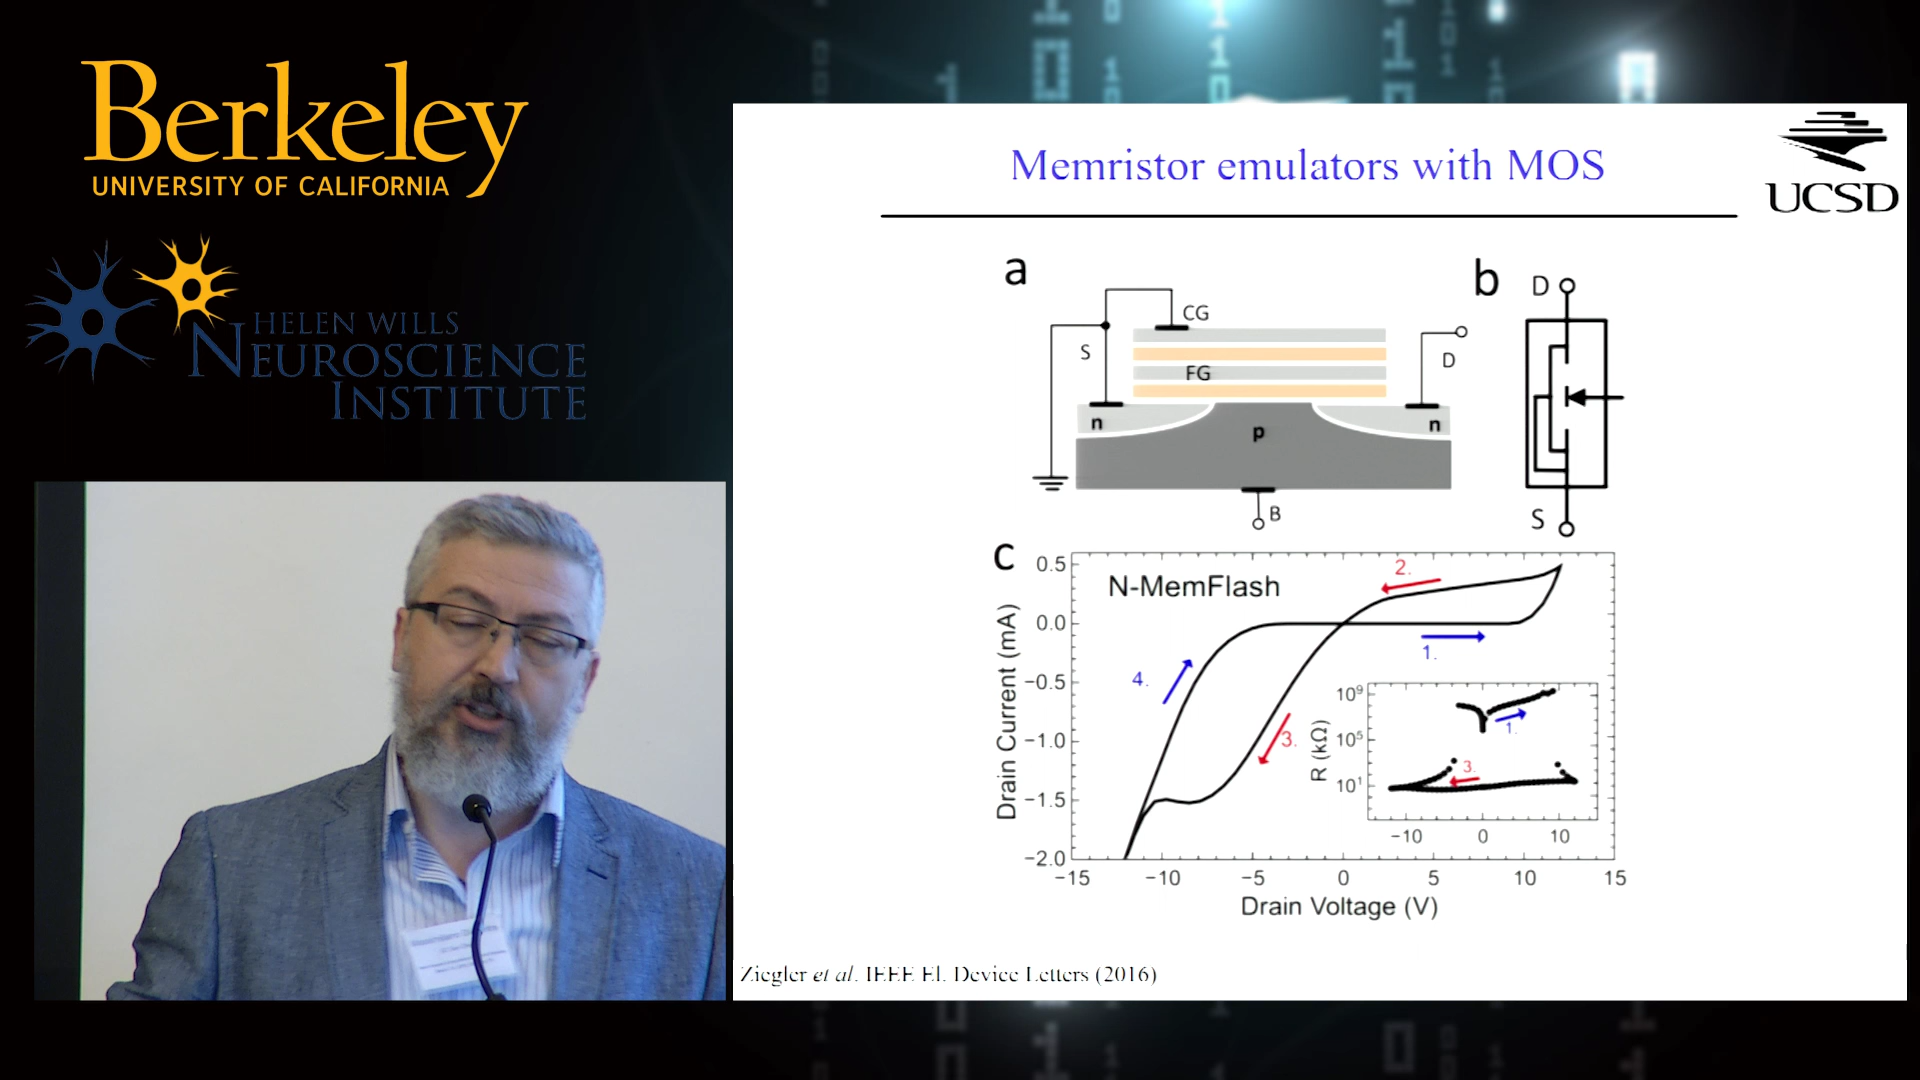 Berkeley
UNIVERSITY OF CALIFORNIA
HELEN WILLS
NEUROSCIENCE
INSTITUTE
Memristor emulators with MOS
UCSD
a
CG
S
FG
D
n
p
n
B
b
D
S
c
N-MemFlash
Drain Current (mA)
0.5
0.0
−0.5
−1.0
−1.5
−2.0
1.
2.
3.
4.
−15
−10
−5
0
5
10
15
Drain Voltage (V)
R (kΩ)
10⁹
10⁵
10¹
1.
3.
−10
0
10
Ziegler et al. IEEE El. Device Letters (2016)